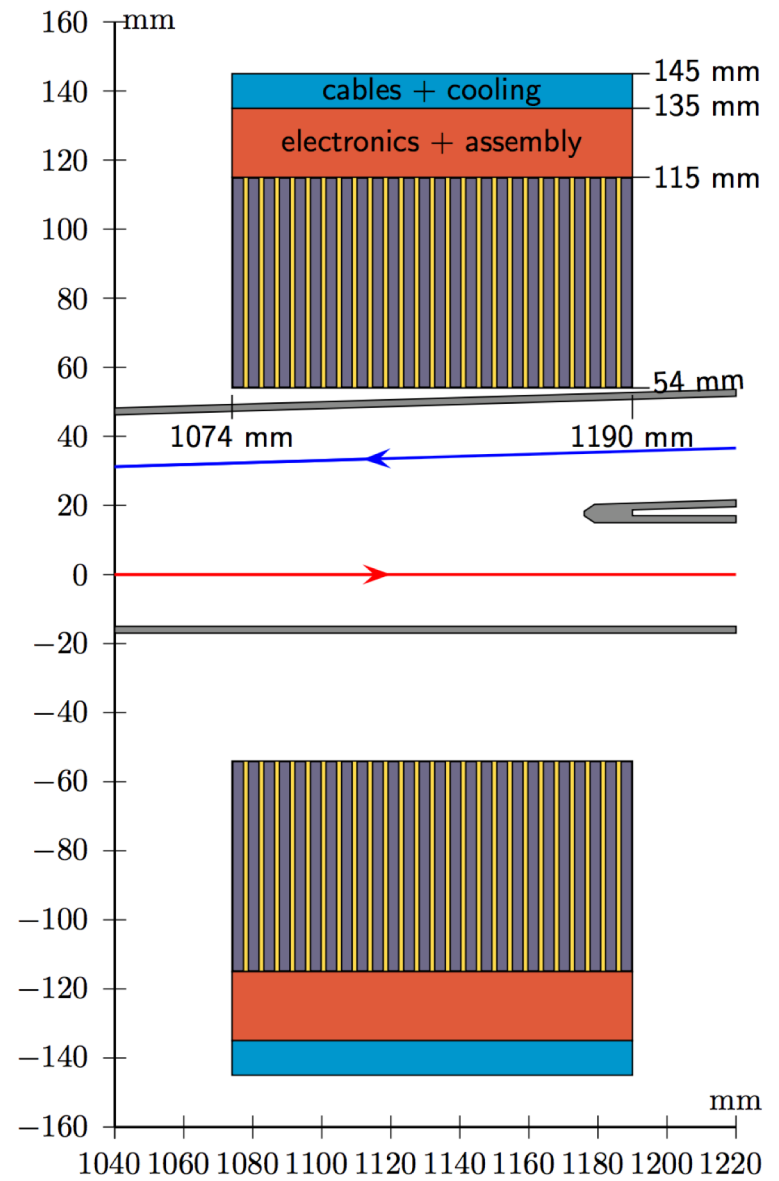 160 mm
145 mm
140
cables + cooling
135 mm
120
electronics + assembly
115 mm
100
80
60
54 mm
40
1074 mm
1190 mm
20
0
−20
−40
−60
−80
−100
−120
−140
mm
−160
1040 1060 1080 1100 1120 1140 1160 1180 1200 1220